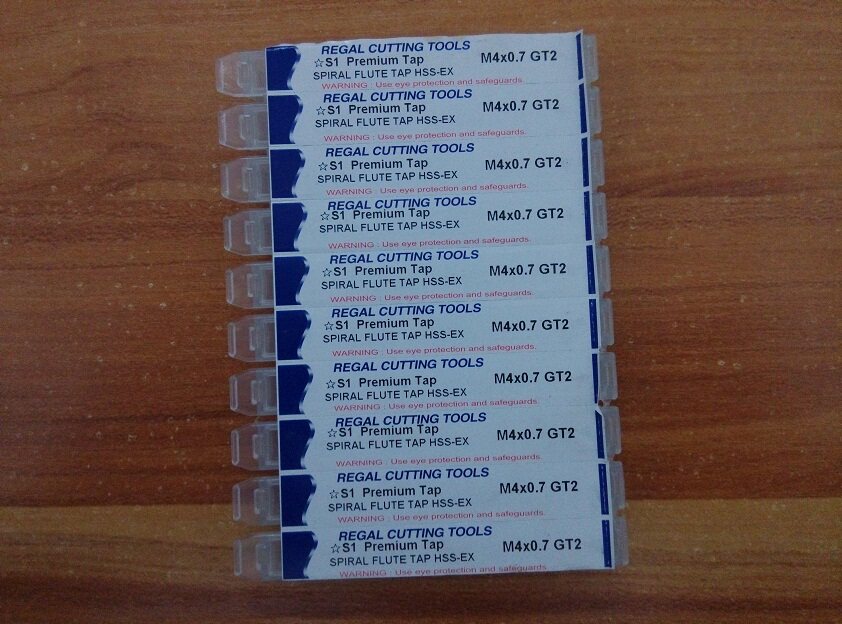 REGAL CUTTING TOOLS
☆S1 Premium Tap M4x0.7 GT2
SPIRAL FLUTE TAP HSS-EX
WARNING : Use eye protection and safeguards.
REGAL CUTTING TOOLS
☆S1 Premium Tap M4x0.7 GT2
SPIRAL FLUTE TAP HSS-EX
WARNING : Use eye protection and safeguards.
REGAL CUTTING TOOLS
☆S1 Premium Tap M4x0.7 GT2
SPIRAL FLUTE TAP HSS-EX
WARNING : Use eye protection and safeguards.
REGAL CUTTING TOOLS
☆S1 Premium Tap M4x0.7 GT2
SPIRAL FLUTE TAP HSS-EX
WARNING : Use eye protection and safeguards.
REGAL CUTTING TOOLS
☆S1 Premium Tap M4x0.7 GT2
SPIRAL FLUTE TAP HSS-EX
WARNING : Use eye protection and safeguards.
REGAL CUTTING TOOLS
☆S1 Premium Tap M4x0.7 GT2
SPIRAL FLUTE TAP HSS-EX
WARNING : Use eye protection and safeguards.
REGAL CUTTING TOOLS
☆S1 Premium Tap M4x0.7 GT2
SPIRAL FLUTE TAP HSS-EX
WARNING : Use eye protection and safeguards.
REGAL CUTTING TOOLS
☆S1 Premium Tap M4x0.7 GT2
SPIRAL FLUTE TAP HSS-EX
WARNING : Use eye protection and safeguards.
REGAL CUTTING TOOLS
☆S1 Premium Tap M4x0.7 GT2
SPIRAL FLUTE TAP HSS-EX
WARNING : Use eye protection and safeguards.
REGAL CUTTING TOOLS
☆S1 Premium Tap M4x0.7 GT2
SPIRAL FLUTE TAP HSS-EX
WARNING : Use eye protection and safeguards.